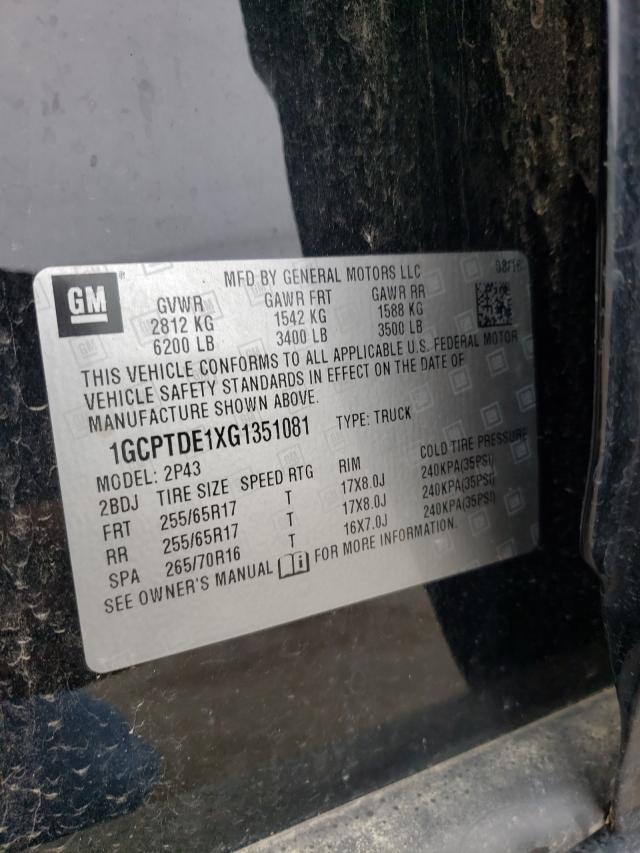 GM
MFD BY GENERAL MOTORS LLC 08/16
GVWR GAWR FRT GAWR RR
2812 KG 1542 KG 1588 KG
6200 LB 3400 LB 3500 LB
THIS VEHICLE CONFORMS TO ALL APPLICABLE U.S. FEDERAL MOTOR
VEHICLE SAFETY STANDARDS IN EFFECT ON THE DATE OF
MANUFACTURE SHOWN ABOVE.
1GCPTDE1XG1351081 TYPE: TRUCK
MODEL: 2P43
2BDJ TIRE SIZE SPEED RTG RIM COLD TIRE PRESSURE
FRT 255/65R17 T 17X8.0J 240KPA(35PSI)
RR 255/65R17 T 17X8.0J 240KPA(35PSI)
SPA 265/70R16 T 16X7.0J 240KPA(35PSI)
SEE OWNER'S MANUAL i FOR MORE INFORMATION.